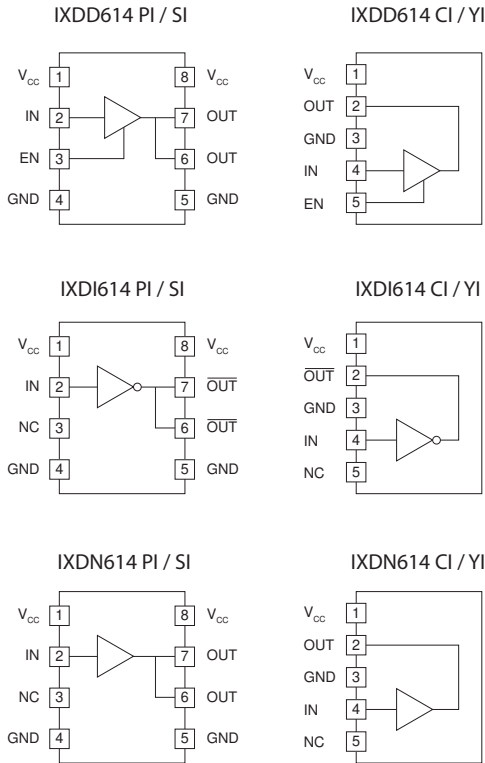 IXDD614 PI / SI
VCC 1 8 VCC
IN 2 7 OUT
EN 3 6 OUT
GND 4 5 GND
IXDD614 CI / YI
VCC 1
OUT 2
GND 3
IN 4
EN 5
IXDI614 PI / SI
VCC 1 8 VCC
IN 2 7 O̅U̅T̅
NC 3 6 O̅U̅T̅
GND 4 5 GND
IXDI614 CI / YI
VCC 1
O̅U̅T̅ 2
GND 3
IN 4
NC 5
IXDN614 PI / SI
VCC 1 8 VCC
IN 2 7 OUT
NC 3 6 OUT
GND 4 5 GND
IXDN614 CI / YI
VCC 1
OUT 2
GND 3
IN 4
NC 5